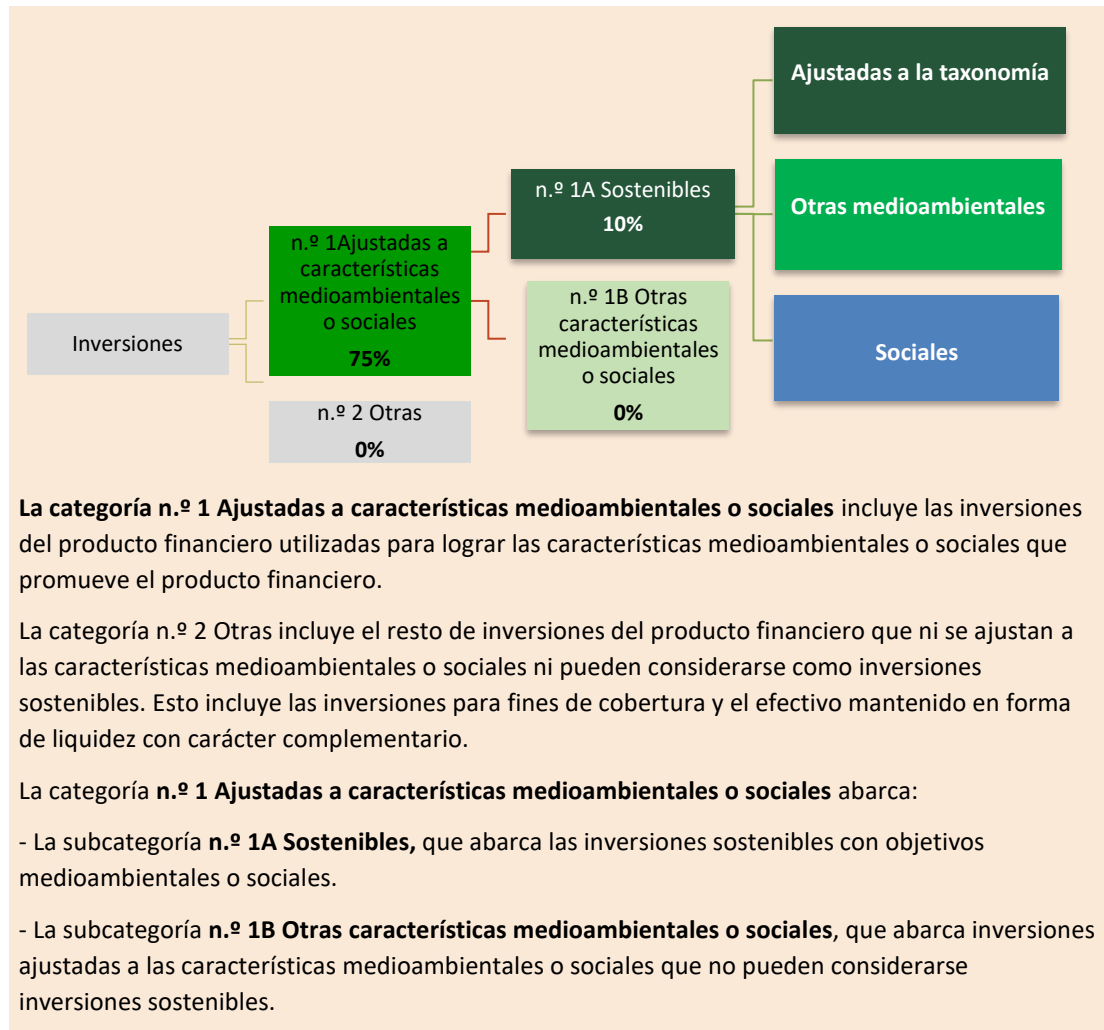 Ajustadas a la taxonomía
n.º 1A Sostenibles
10%
Otras medioambientales
n.º 1Ajustadas a
características
medioambientales
o sociales
75%
n.º 1B Otras
características
medioambientales
o sociales
0%
Inversiones
Sociales
n.º 2 Otras
0%
La categoría n.º 1 Ajustadas a características medioambientales o sociales incluye las inversiones
del producto financiero utilizadas para lograr las características medioambientales o sociales que
promueve el producto financiero.
La categoría n.º 2 Otras incluye el resto de inversiones del producto financiero que ni se ajustan a
las características medioambientales o sociales ni pueden considerarse como inversiones
sostenibles. Esto incluye las inversiones para fines de cobertura y el efectivo mantenido en forma
de liquidez con carácter complementario.
La categoría n.º 1 Ajustadas a características medioambientales o sociales abarca:
- La subcategoría n.º 1A Sostenibles, que abarca las inversiones sostenibles con objetivos
medioambientales o sociales.
- La subcategoría n.º 1B Otras características medioambientales o sociales, que abarca inversiones
ajustadas a las características medioambientales o sociales que no pueden considerarse
inversiones sostenibles.